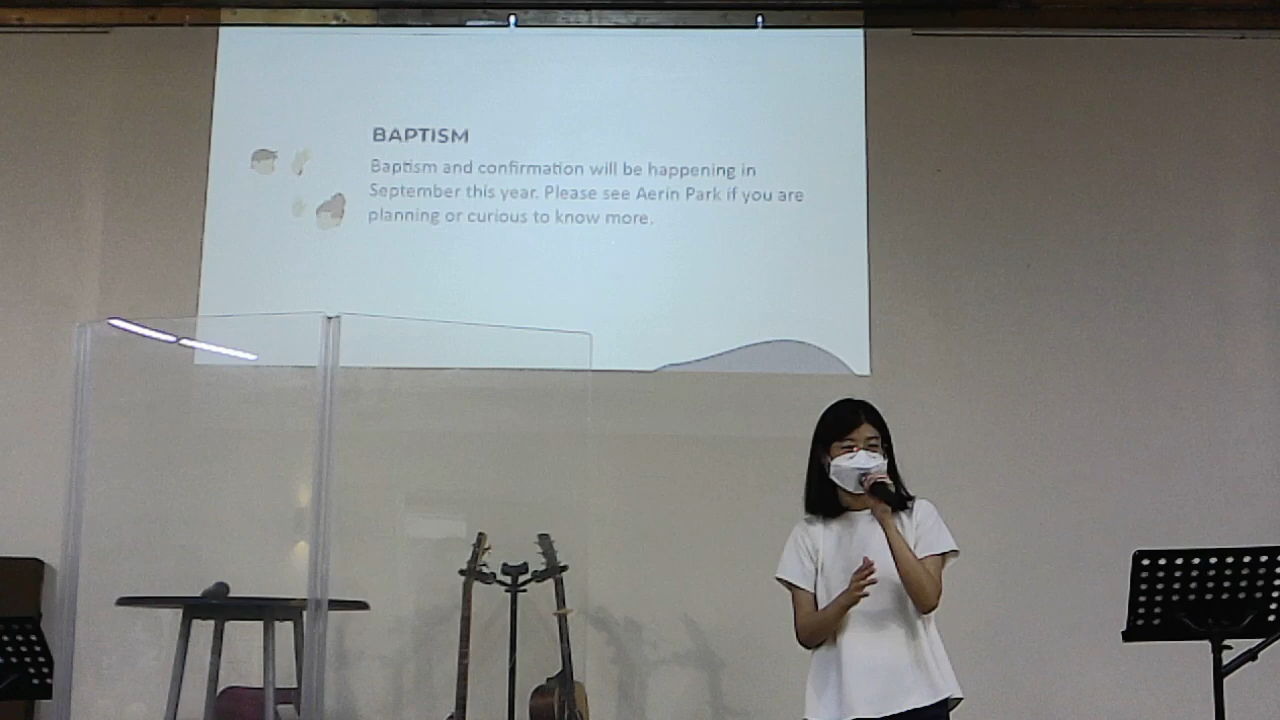 BAPTISM
Baptism and confirmation will be happening in
September this year. Please see Aerin Park if you are
planning or curious to know more.